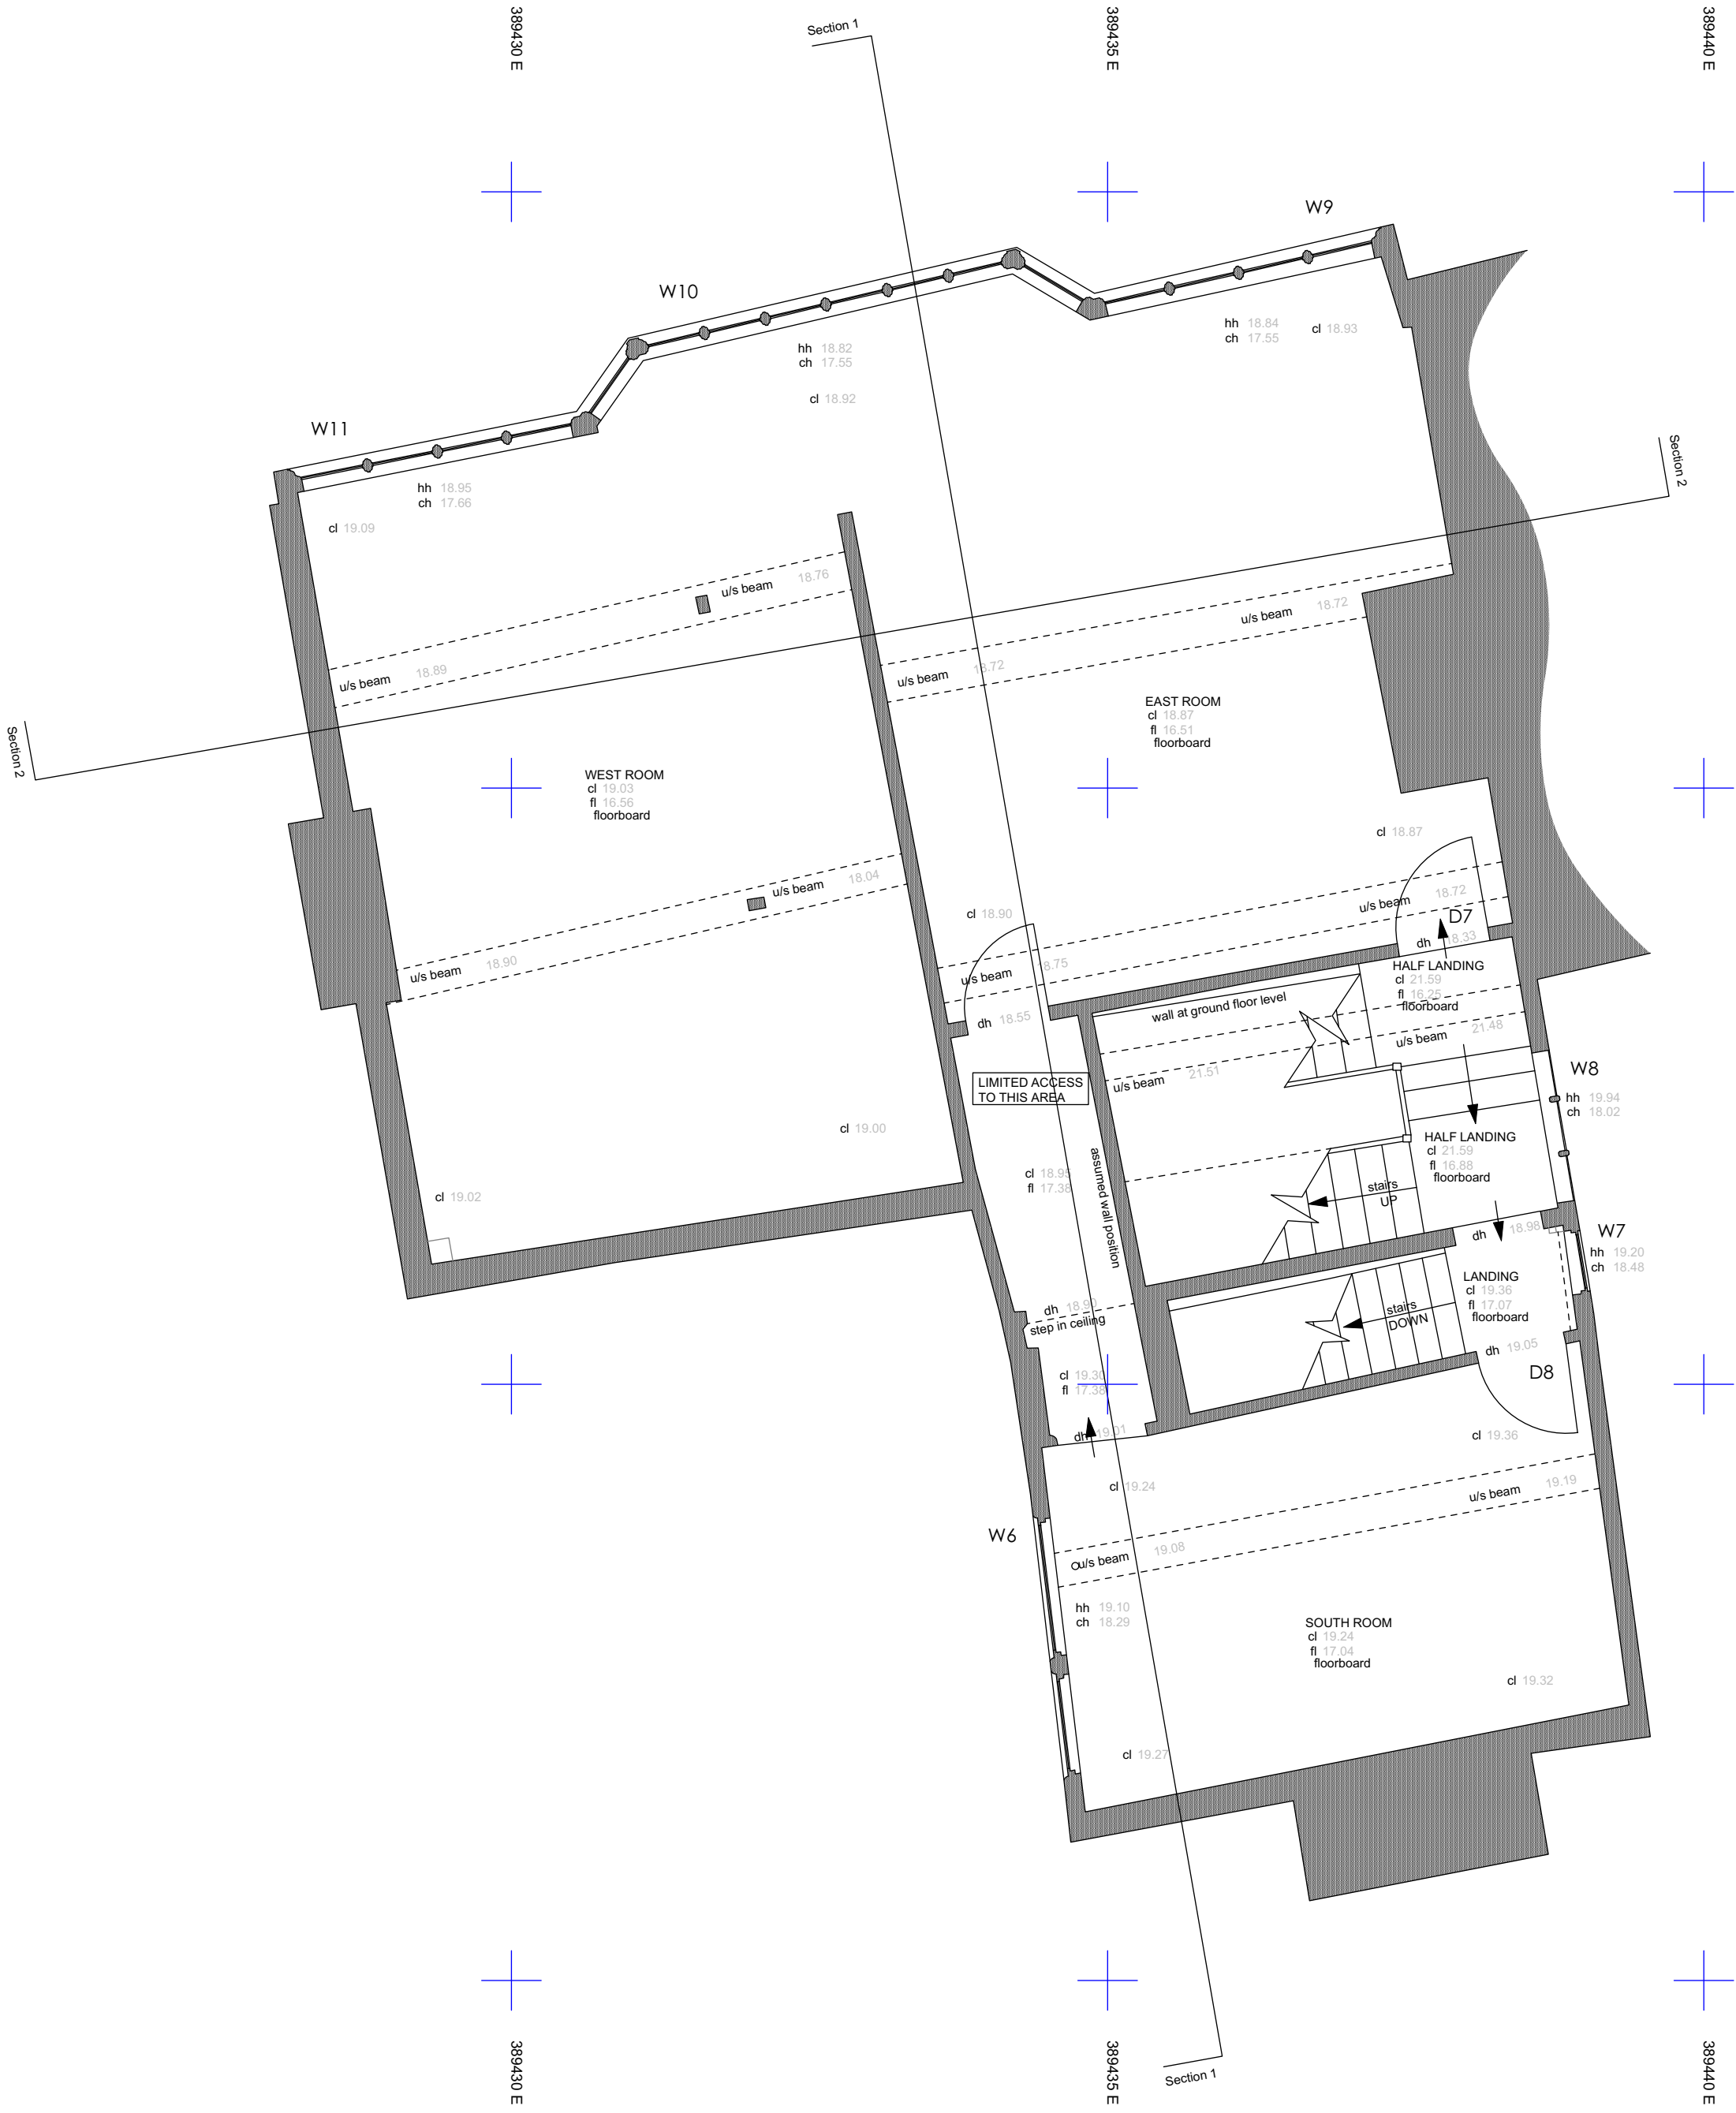 389430 E
389435 E
389440 E
Section 1
W9
W10
hh 18.84
ch 17.55
cl 18.93
hh 18.82
ch 17.55
cl 18.92
W11
hh 18.95
ch 17.66
cl 19.09
Section 2
u/s beam 18.76
u/s beam 18.72
u/s beam 18.89
u/s beam 18.72
EAST ROOM
cl 18.87
fl 16.51
floorboard
Section 2
WEST ROOM
cl 19.03
fl 16.56
floorboard
cl 18.87
u/s beam 18.04
u/s beam 18.72
cl 18.90
D7
dh 18.33
u/s beam 18.90
u/s beam 18.75
HALF LANDING
cl 21.59
fl 16.25
floorboard
wall at ground floor level
dh 18.55
u/s beam 21.48
LIMITED ACCESS
TO THIS AREA
u/s beam 21.51
W8
hh 19.94
ch 18.02
cl 19.00
HALF LANDING
cl 21.59
fl 16.88
floorboard
cl 18.95
fl 17.38
assumed wall position
stairs
UP
cl 19.02
dh 18.98
W7
hh 19.20
ch 18.48
LANDING
cl 19.36
fl 17.07
floorboard
dh 18.90
step in ceiling
stairs
DOWN
dh 19.05
D8
cl 19.30
fl 17.38
dh 19.01
cl 19.36
cl 19.24
u/s beam 19.19
W6
u/s beam 19.08
hh 19.10
ch 18.29
SOUTH ROOM
cl 19.24
fl 17.04
floorboard
cl 19.32
cl 19.27
Section 1
389430 E
389435 E
389440 E